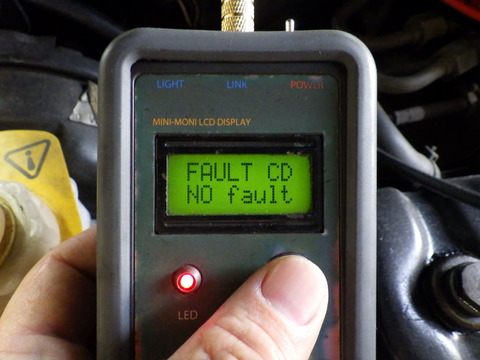 LIGHT LINK POWER
MINI-MONI LCD DISPLAY
FAULT CD
NO fault
LED